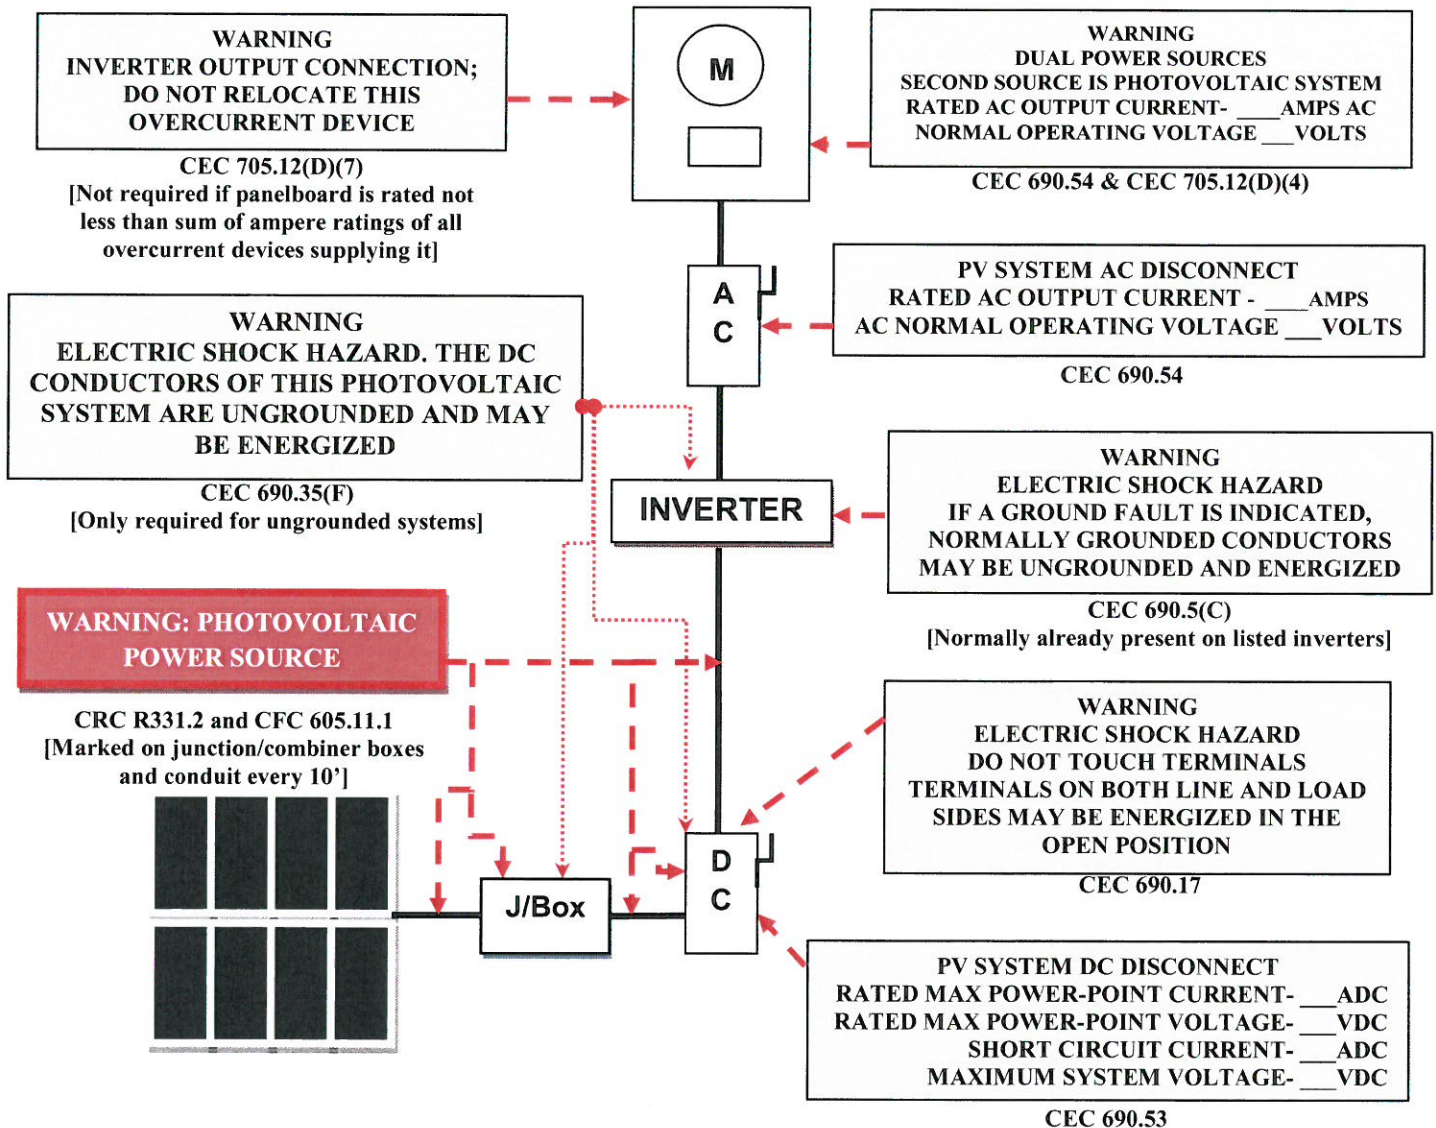 WARNING
INVERTER OUTPUT CONNECTION;
DO NOT RELOCATE THIS
OVERCURRENT DEVICE
CEC 705.12(D)(7)
[Not required if panelboard is rated not
less than sum of ampere ratings of all
overcurrent devices supplying it]
M
WARNING
DUAL POWER SOURCES
SECOND SOURCE IS PHOTOVOLTAIC SYSTEM
RATED AC OUTPUT CURRENT- ____AMPS AC
NORMAL OPERATING VOLTAGE ___VOLTS
CEC 690.54 & CEC 705.12(D)(4)
A
C
PV SYSTEM AC DISCONNECT
RATED AC OUTPUT CURRENT - ____AMPS
AC NORMAL OPERATING VOLTAGE ___VOLTS
CEC 690.54
WARNING
ELECTRIC SHOCK HAZARD. THE DC
CONDUCTORS OF THIS PHOTOVOLTAIC
SYSTEM ARE UNGROUNDED AND MAY
BE ENERGIZED
CEC 690.35(F)
[Only required for ungrounded systems]
INVERTER
WARNING
ELECTRIC SHOCK HAZARD
IF A GROUND FAULT IS INDICATED,
NORMALLY GROUNDED CONDUCTORS
MAY BE UNGROUNDED AND ENERGIZED
CEC 690.5(C)
[Normally already present on listed inverters]
WARNING: PHOTOVOLTAIC
POWER SOURCE
CRC R331.2 and CFC 605.11.1
[Marked on junction/combiner boxes
and conduit every 10’]
WARNING
ELECTRIC SHOCK HAZARD
DO NOT TOUCH TERMINALS
TERMINALS ON BOTH LINE AND LOAD
SIDES MAY BE ENERGIZED IN THE
OPEN POSITION
CEC 690.17
J/Box
D
C
PV SYSTEM DC DISCONNECT
RATED MAX POWER-POINT CURRENT- ___ADC
RATED MAX POWER-POINT VOLTAGE- ___VDC
SHORT CIRCUIT CURRENT- ___ADC
MAXIMUM SYSTEM VOLTAGE- ___VDC
CEC 690.53